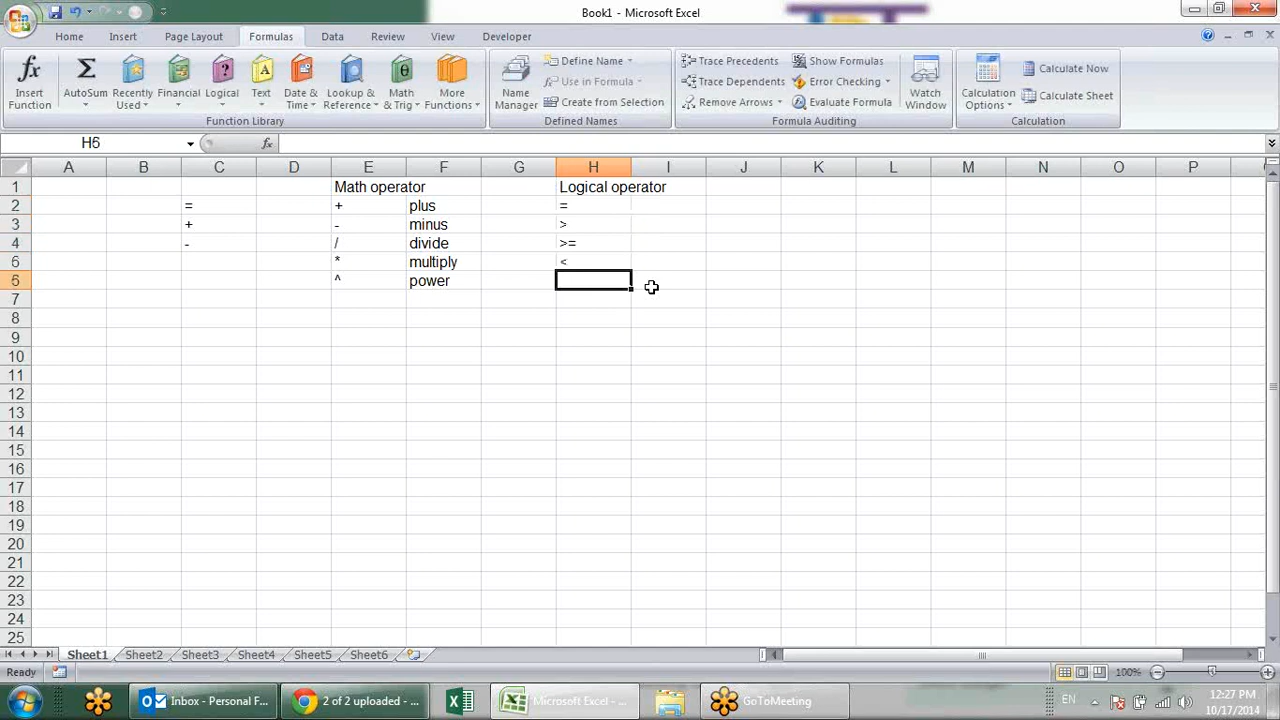 Book1 - Microsoft Excel
Home Insert Page Layout Formulas Data Review View Developer
Insert Function
AutoSum
Recently Used
Financial
Logical
Text
Date & Time
Lookup & Reference
Math & Trig
More Functions
Function Library
Name Manager
Define Name
Use in Formula
Create from Selection
Defined Names
Trace Precedents
Trace Dependents
Remove Arrows
Show Formulas
Error Checking
Evaluate Formula
Formula Auditing
Watch Window
Calculation Options
Calculate Now
Calculate Sheet
Calculation
H6 fx
A B C D E F G H I J K L M N O P
1 Math operator Logical operator
2 = + plus =
3 + - minus >
4 - / divide >=
6 * multiply <
5 ^ power
7
8
9
10
11
12
13
14
15
16
17
18
19
20
21
22
23
24
25
Sheet1 Sheet2 Sheet3 Sheet4 Sheet5 Sheet6
Ready 100%
Inbox - Personal F... 2 of 2 uploaded - ... Microsoft Excel - ... GoToMeeting EN 12:27 PM
10/17/2014